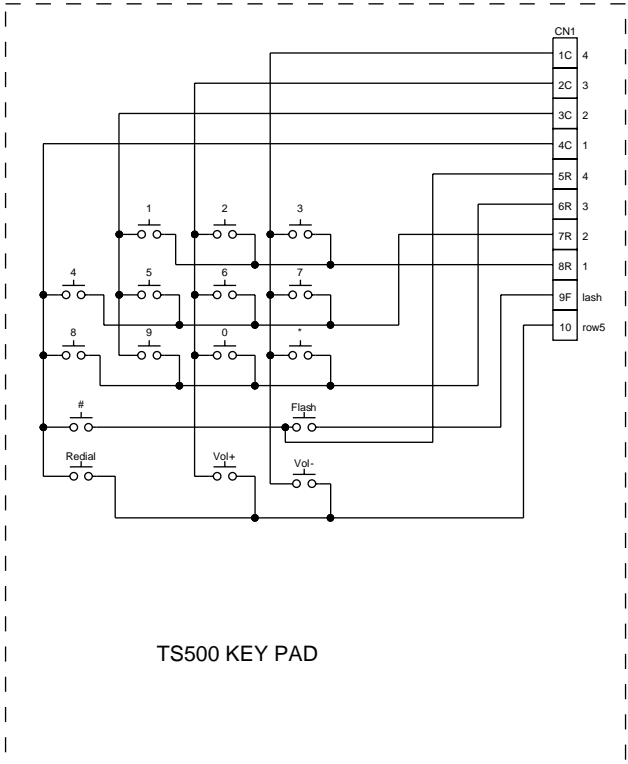 CN1
1C 4
2C 3
3C 2
4C 1
5R 4
6R 3
7R 2
8R 1
9F lash
10 row5
1 2 3
4 5 6 7
8 9 0 *
# Flash
Redial Vol+ Vol-
TS500 KEY PAD